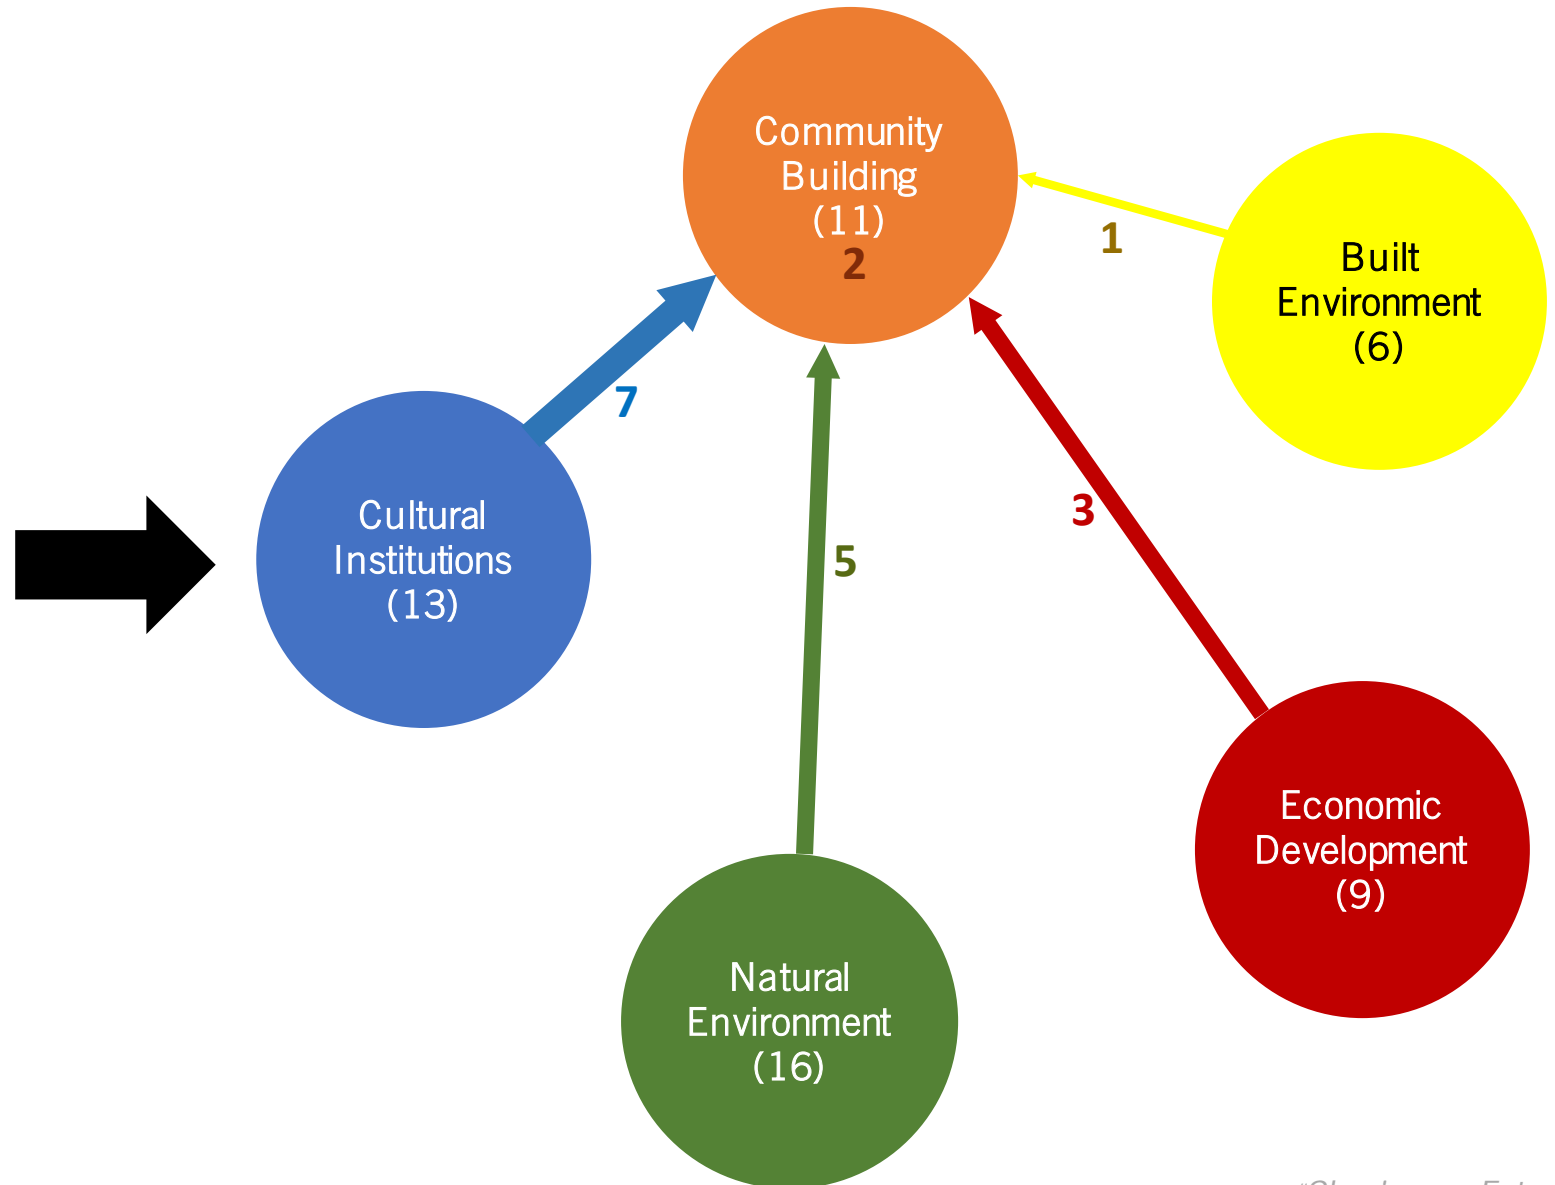 Community
Building
(11)
2
1
Built
Environment
(6)
7
Cultural
Institutions
(13)
3
5
Economic
Development
(9)
Natural
Environment
(16)